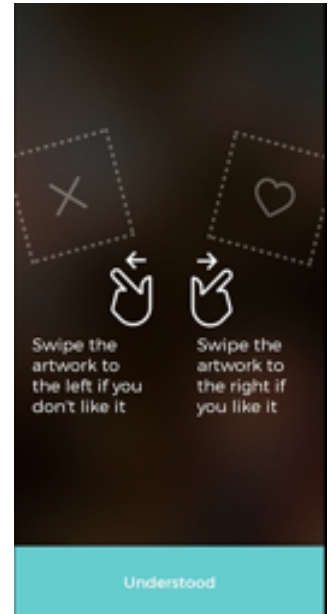 Swipe the
artwork to
the left if you
don't like it
Swipe the
artwork to
the right if
you like it
Understood